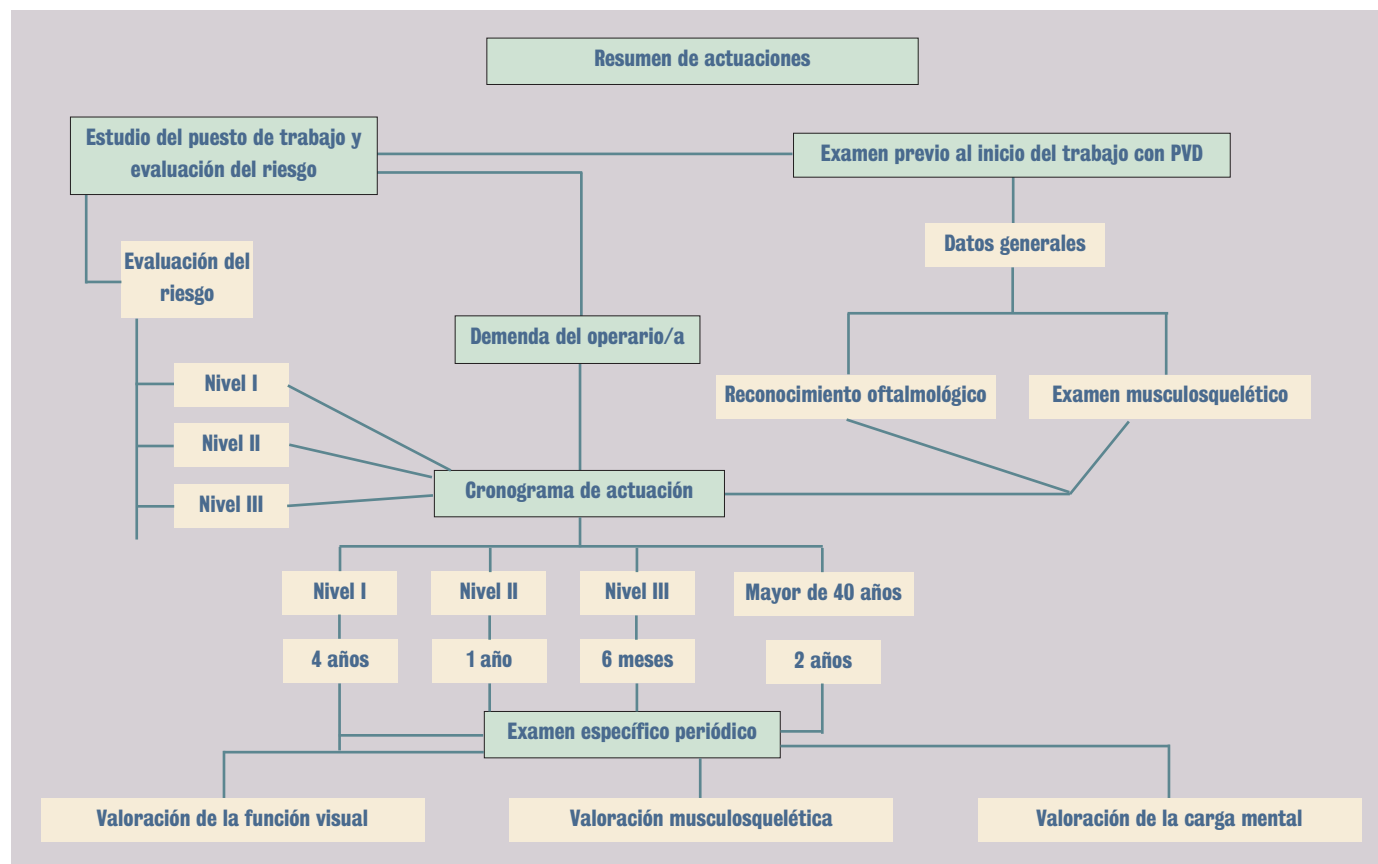 Resumen de actuaciones
Estudio del puesto de trabajo y
evaluación del riesgo
Examen previo al inicio del trabajo con PVD
Datos generales
Evaluación del
riesgo
Demenda del operario/a
Nivel I
Reconocimiento oftalmológico
Examen musculosquelético
Nivel II
Nivel III
Cronograma de actuación
Nivel I
Nivel II
Nivel III
Mayor de 40 años
4 años
1 año
6 meses
2 años
Examen específico periódico
Valoración de la función visual
Valoración musculosquelética
Valoración de la carga mental